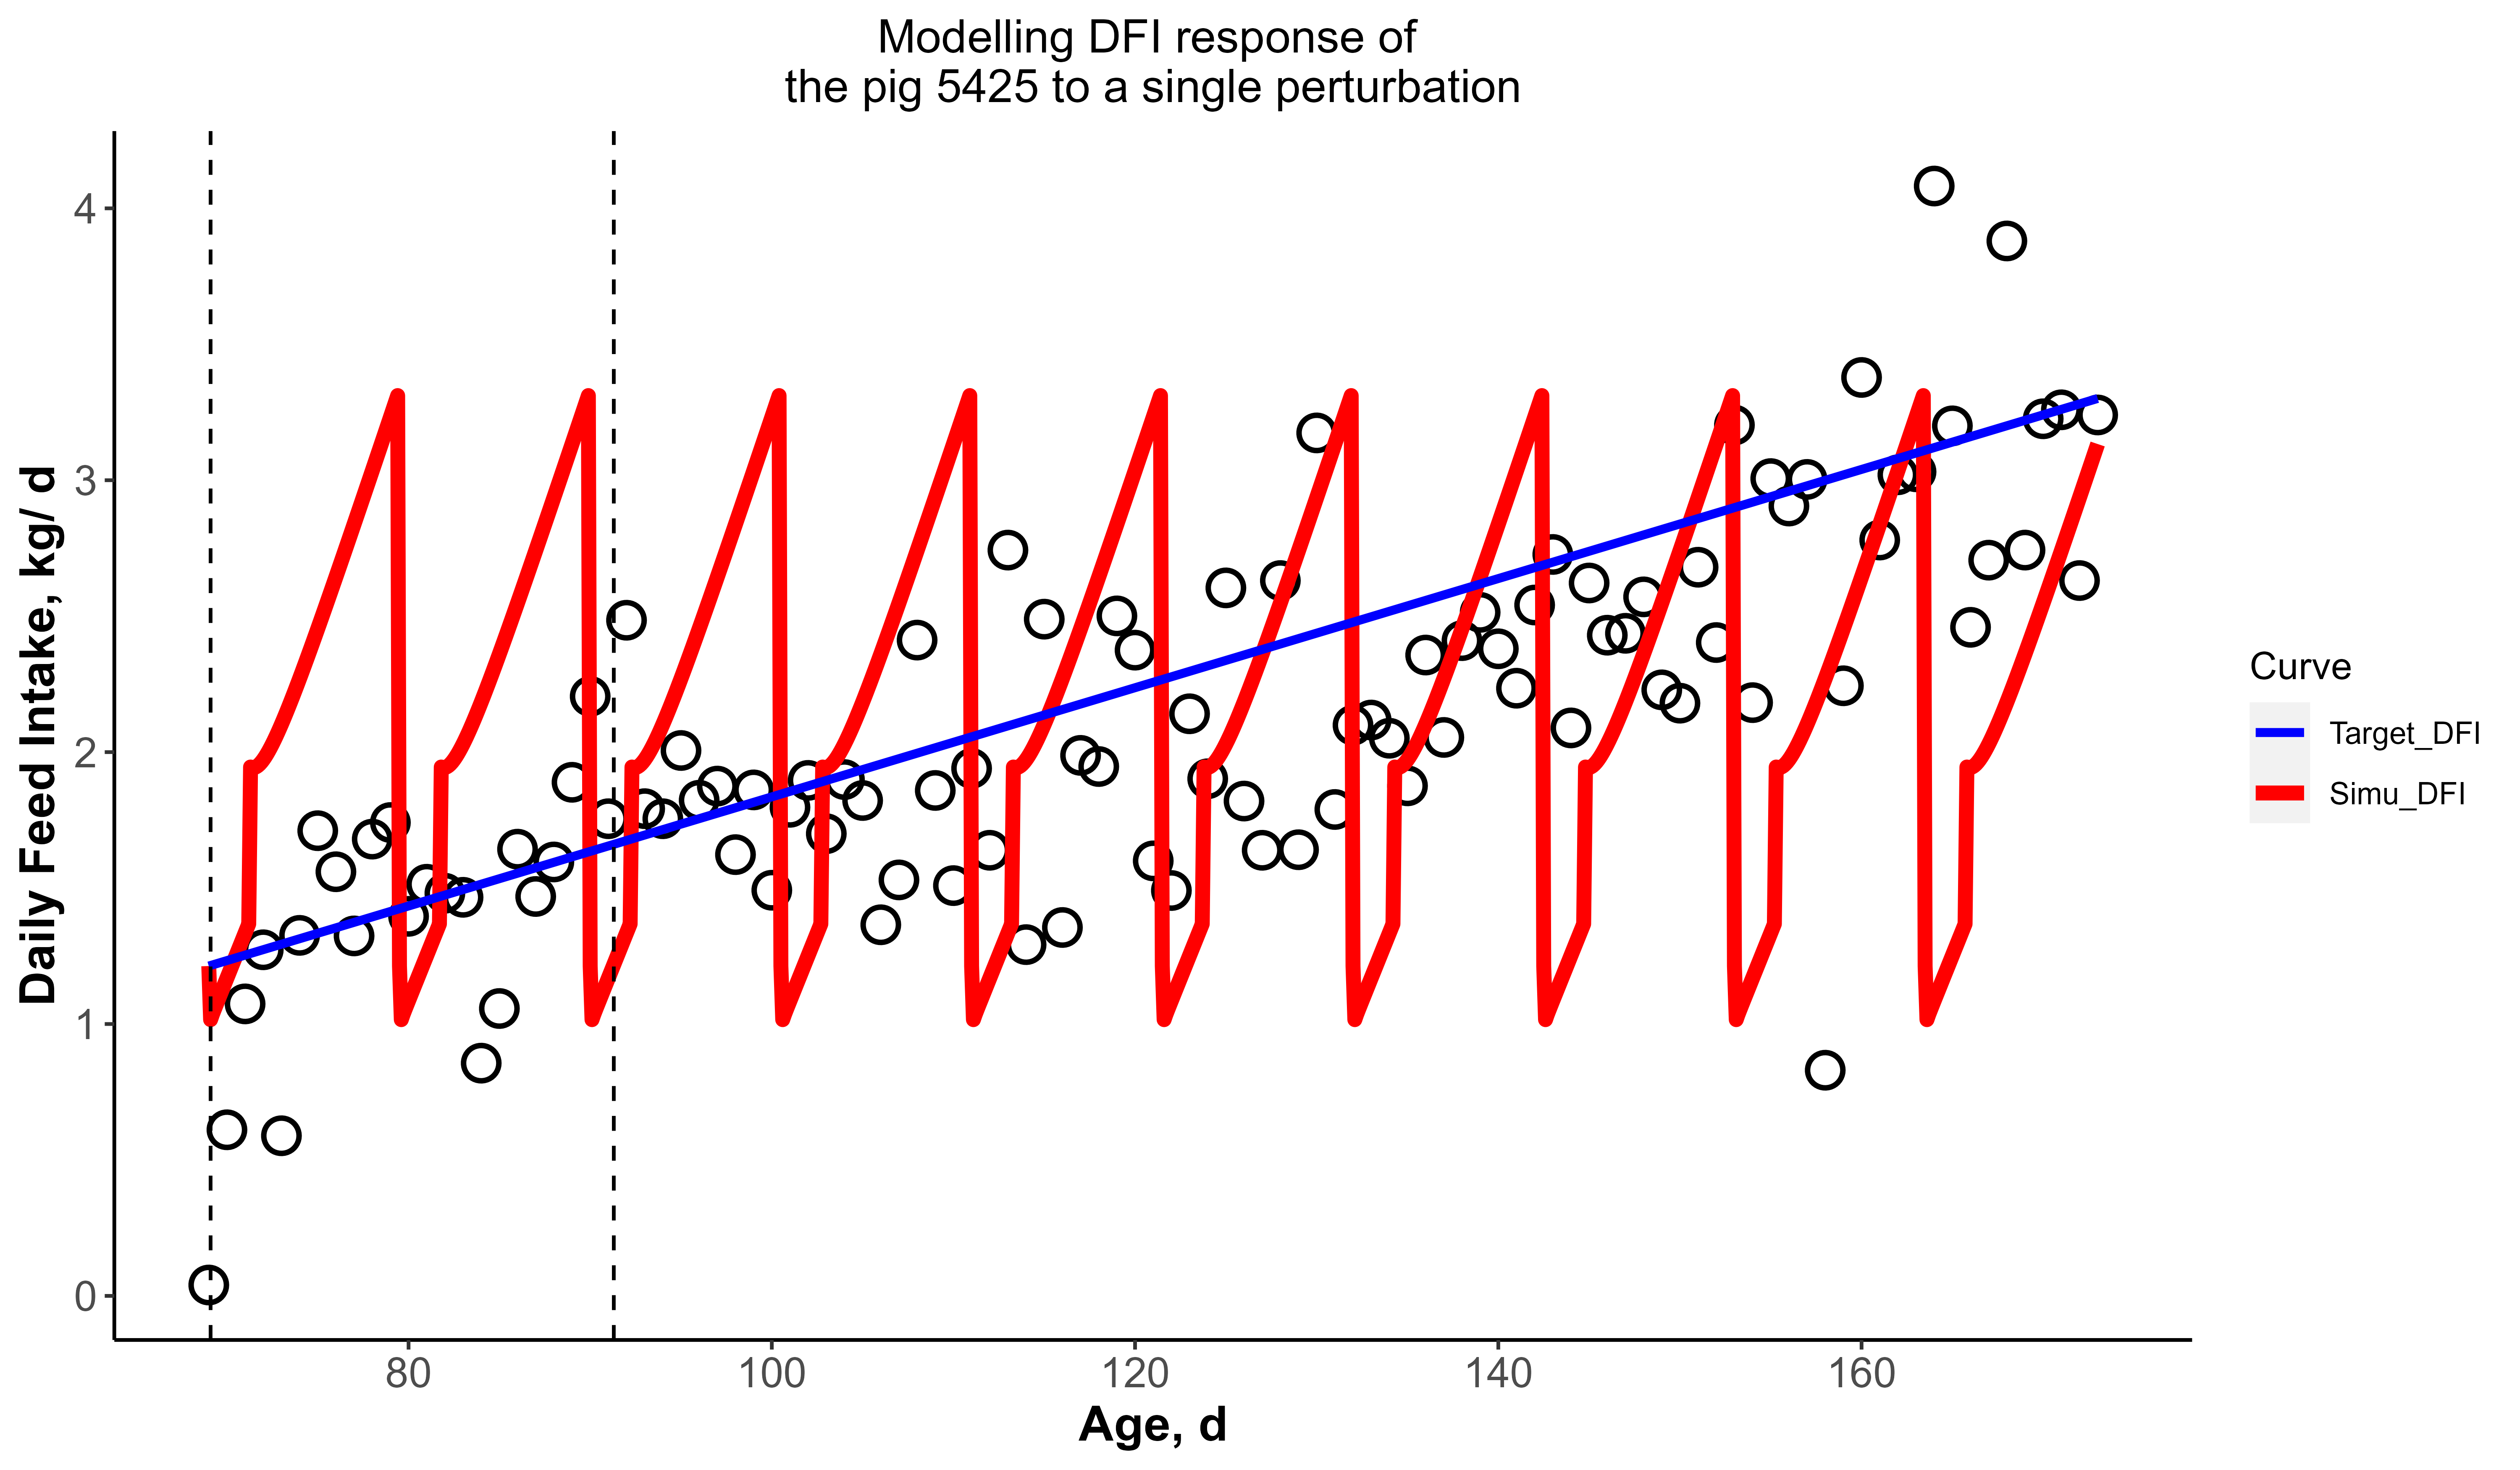 Modelling DFI response of
the pig 5425 to a single perturbation
Daily Feed Intake, kg/ d
4
3
2
1
0
80
100
120
140
160
Age, d
Curve
Target_DFI
Simu_DFI